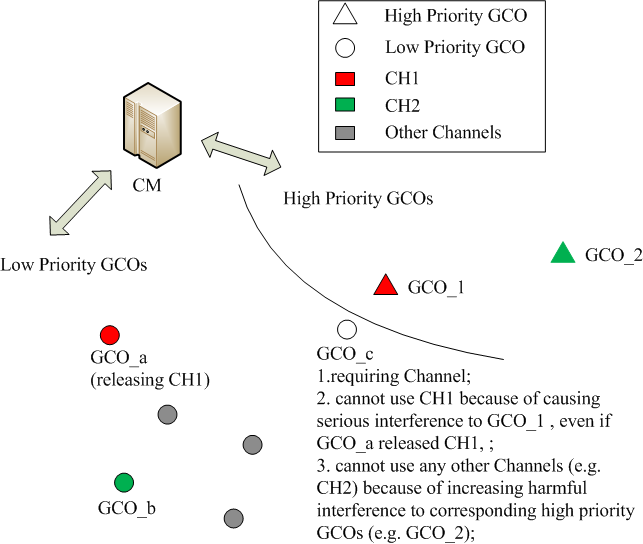 High Priority GCO
Low Priority GCO
CH1
CH2
Other Channels
CM
High Priority GCOs
Low Priority GCOs
GCO_2
GCO_1
GCO_a
(releasing CH1)
GCO_c
1.requiring Channel;
2. cannot use CH1 because of causing
serious interference to GCO_1 , even if
GCO_a released CH1, ;
3. cannot use any other Channels (e.g.
CH2) because of increasing harmful
interference to corresponding high priority
GCOs (e.g. GCO_2);
GCO_b